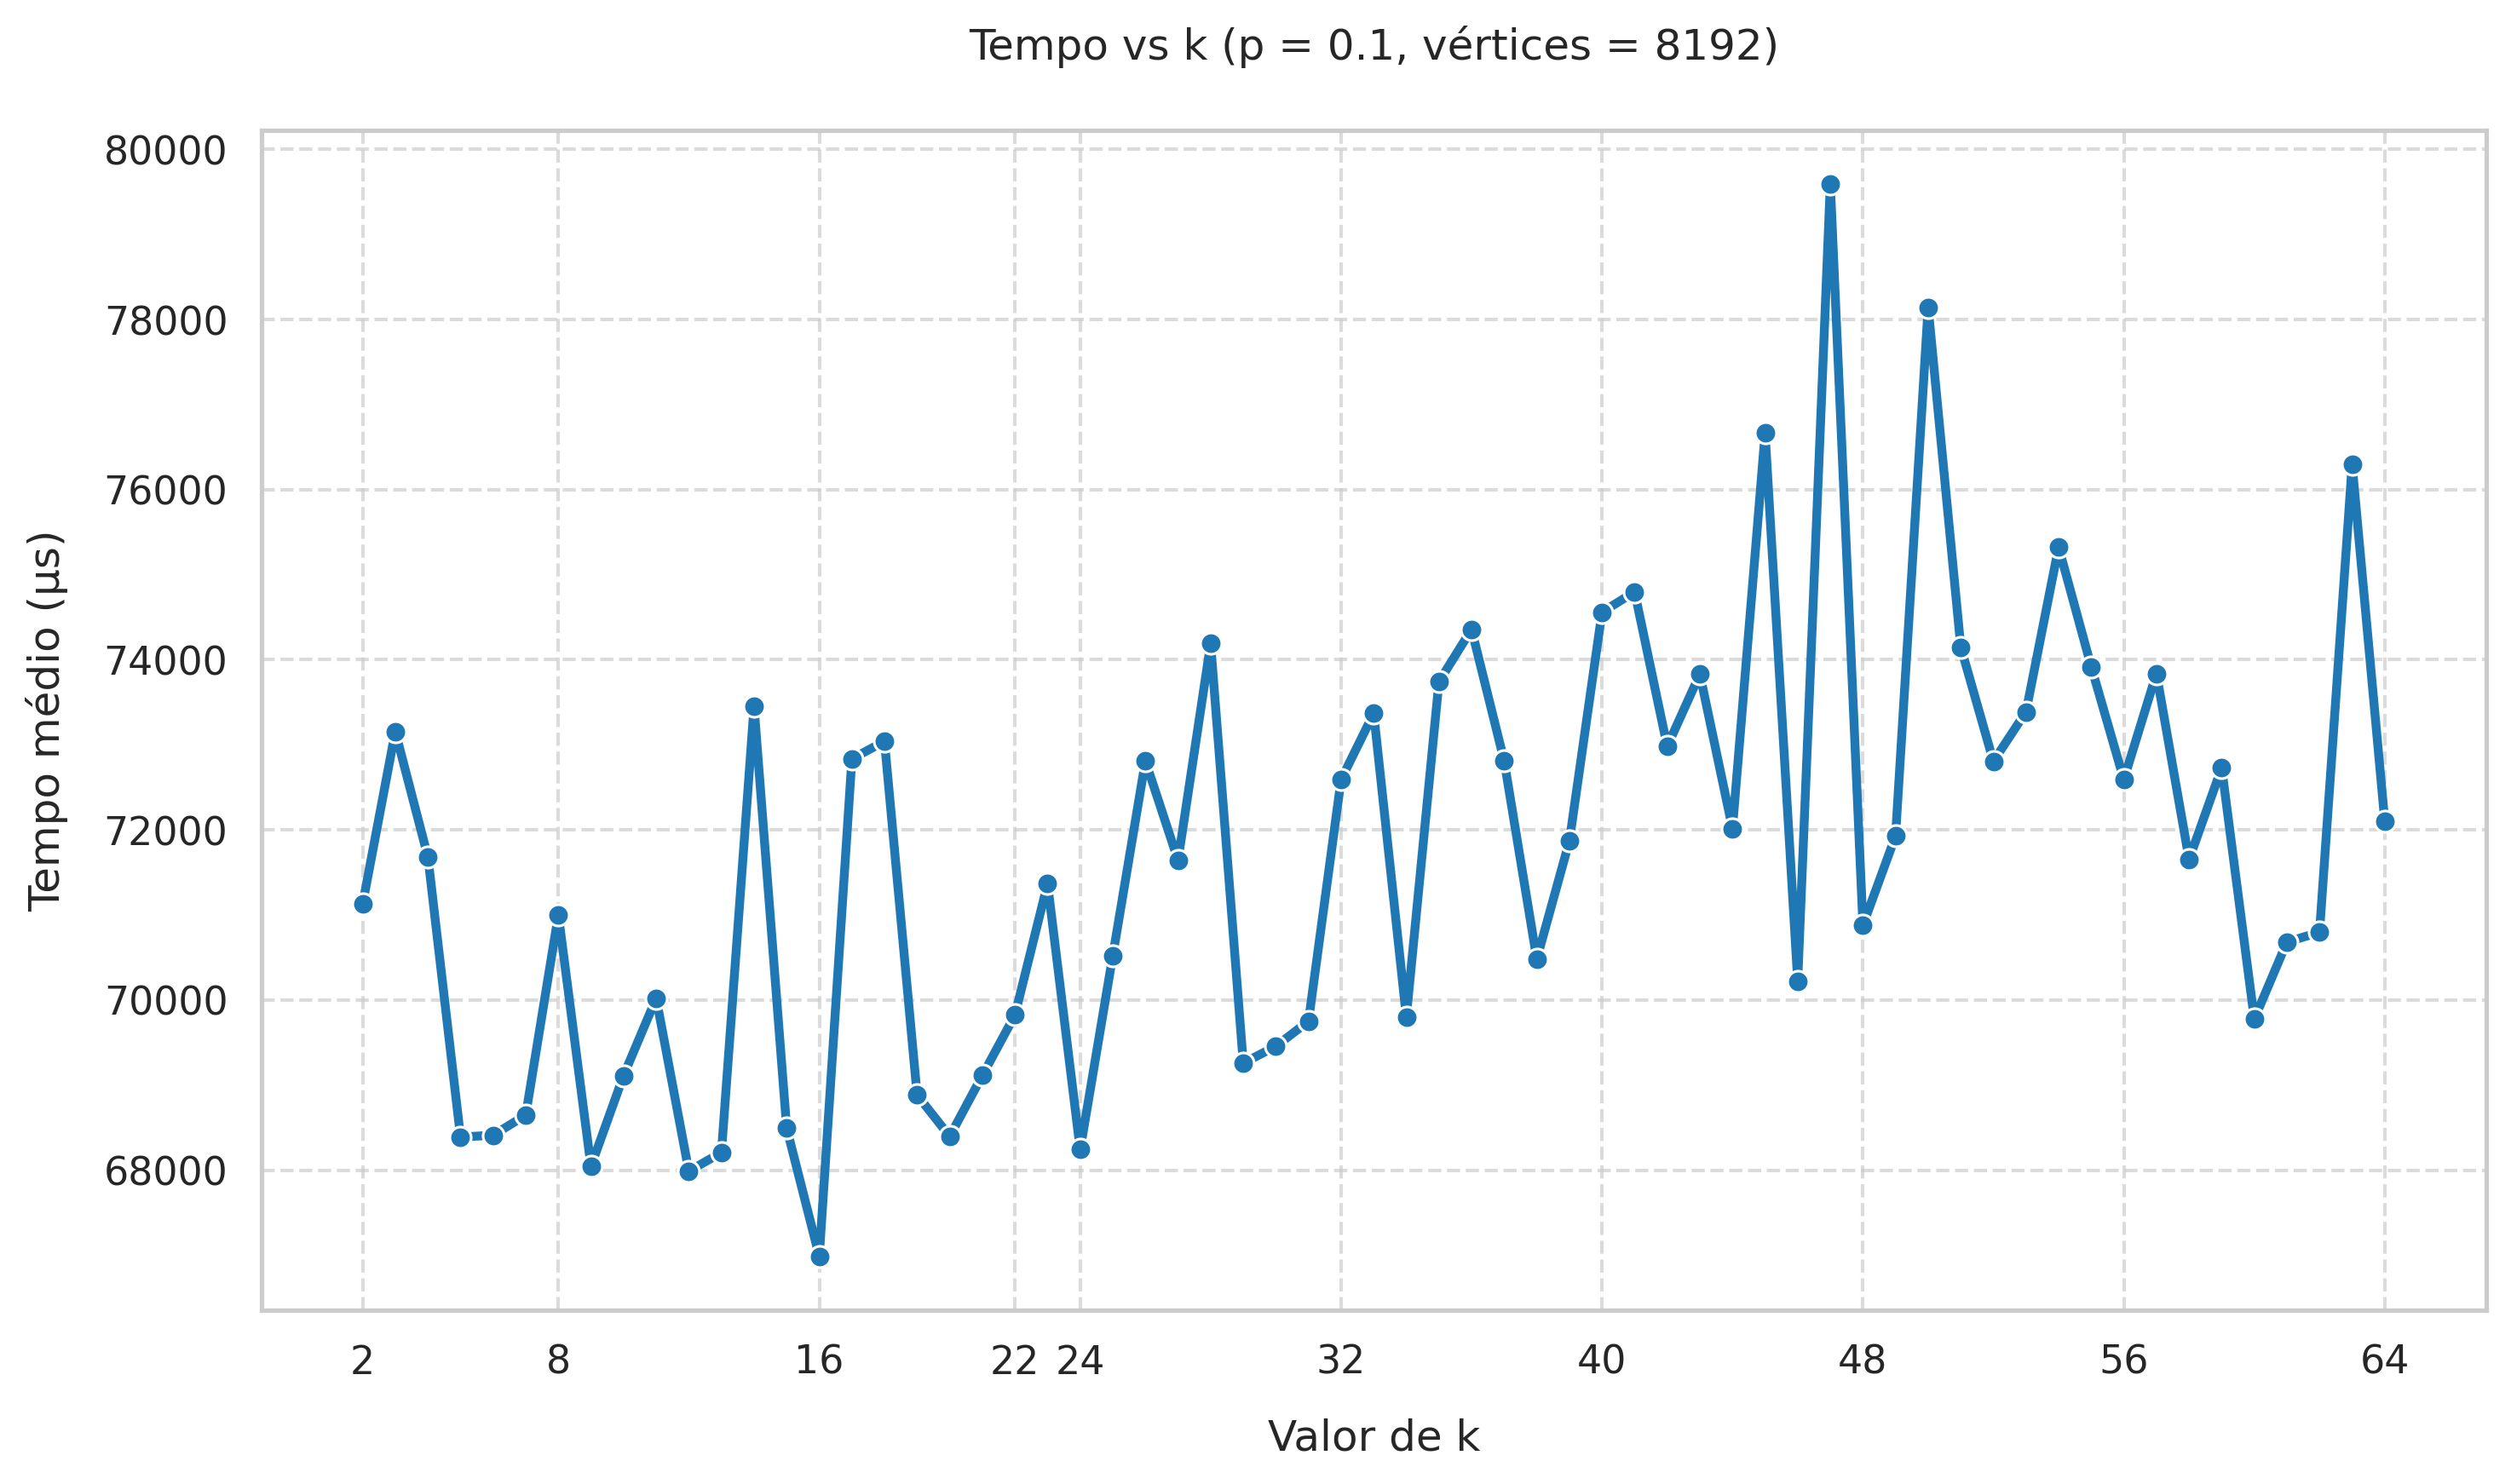 Tempo vs k (p = 0.1, vértices = 8192)
80000
78000
76000
74000
72000
70000
68000
Tempo médio (µs)
2 8 16 22 24 32 40 48 56 64
Valor de k